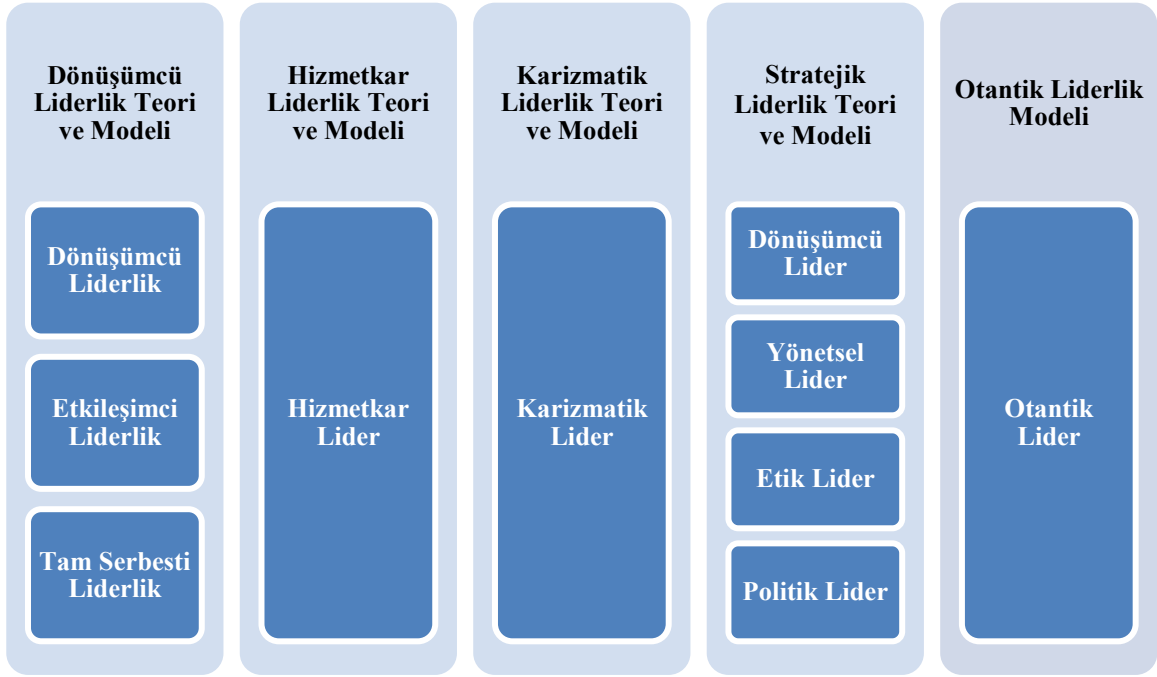 Dönüşümcü
Liderlik Teori
ve Modeli
Dönüşümcü
Liderlik
Etkileşimci
Liderlik
Tam Serbesti
Liderlik
Hizmetkar
Liderlik Teori
ve Modeli
Hizmetkar
Lider
Karizmatik
Liderlik Teori
ve Modeli
Karizmatik
Lider
Stratejik
Liderlik Teori
ve Modeli
Dönüşümcü
Lider
Yönetsel
Lider
Etik Lider
Politik Lider
Otantik Liderlik
Modeli
Otantik
Lider